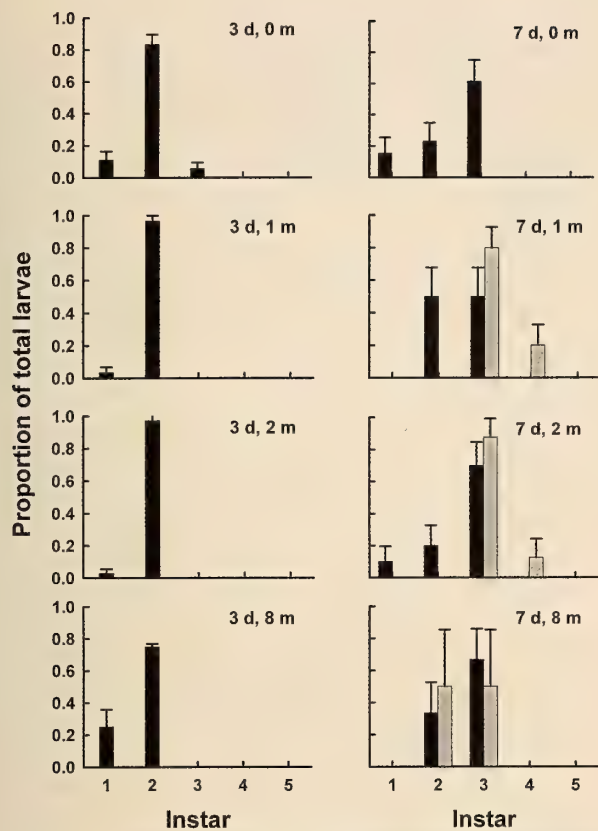 3 d, 0 m
1.0
0.8
0.6
0.4
0.2
0.0
7 d, 0 m
3 d, 1 m
1.0
0.8
0.6
0.4
0.2
0.0
7 d, 1 m
3 d, 2 m
1.0
0.8
0.6
0.4
0.2
0.0
7 d, 2 m
3 d, 8 m
1.0
0.8
0.6
0.4
0.2
0.0
7 d, 8 m
Proportion of total larvae
1 2 3 4 5
1 2 3 4 5
Instar
Instar